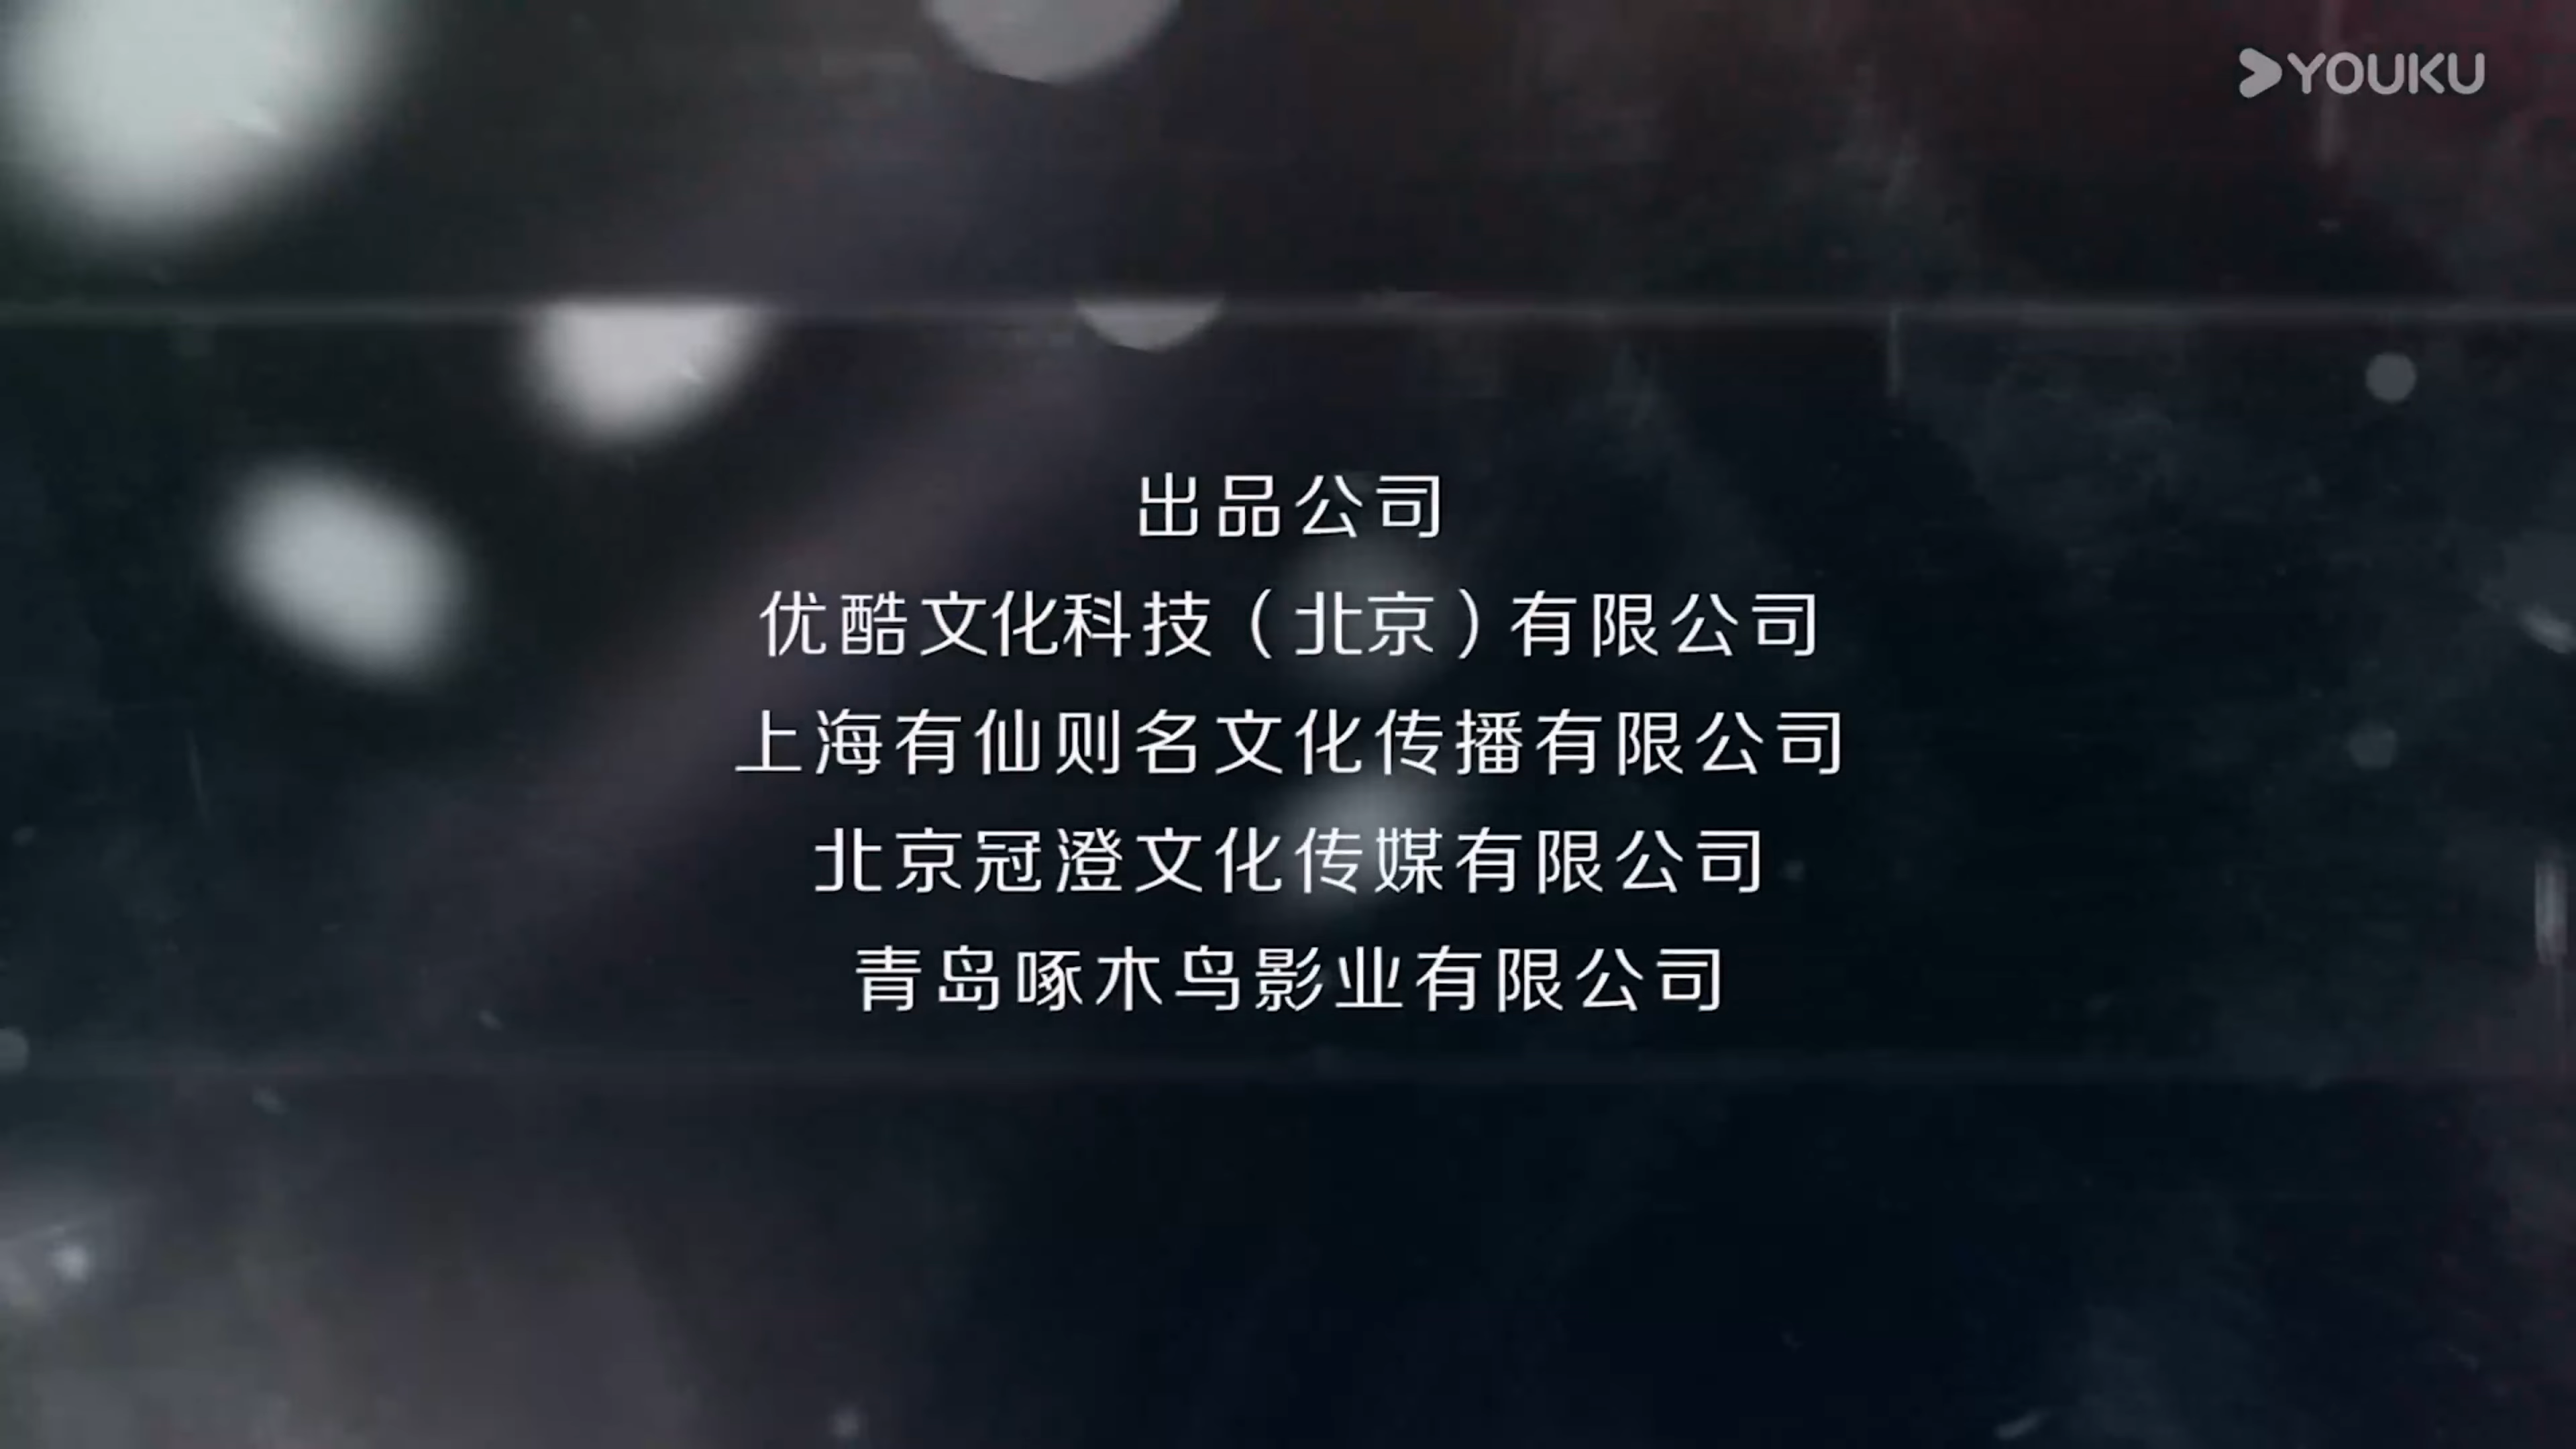 YOUKU
出品公司
优酷文化科技（北京）有限公司
上海有仙则名文化传播有限公司
北京冠澄文化传媒有限公司
青岛啄木鸟影业有限公司